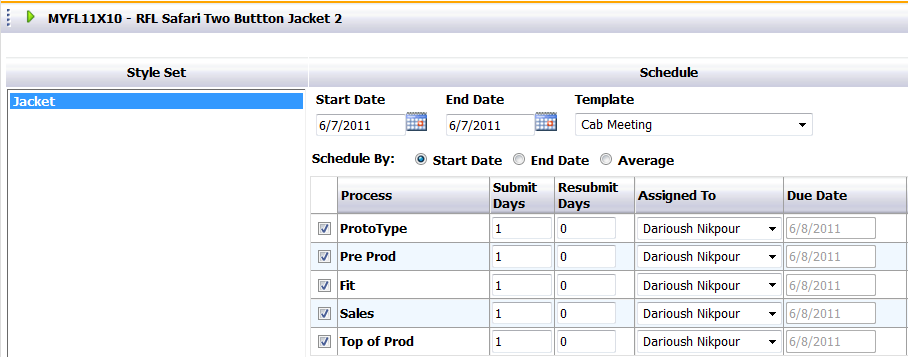 MYFL11X10 - RFL Safari Two Buttton Jacket 2
Style Set
Schedule
Jacket
Start Date End Date Template
6/7/2011 6/7/2011 Cab Meeting
Schedule By: Start Date End Date Average
Process Submit Days Resubmit Days Assigned To Due Date
ProtoType 1 0 Darioush Nikpour 6/8/2011
Pre Prod 1 0 Darioush Nikpour 6/8/2011
Fit 1 0 Darioush Nikpour 6/8/2011
Sales 1 0 Darioush Nikpour 6/8/2011
Top of Prod 1 0 Darioush Nikpour 6/8/2011